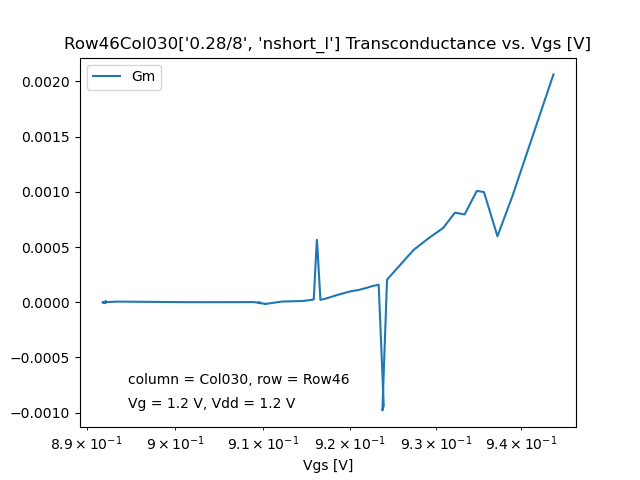 Row46Col030['0.28/8', 'nshort_l'] Transconductance vs. Vgs [V]
Gm
0.0020
0.0015
0.0010
0.0005
0.0000
−0.0005
−0.0010
column = Col030, row = Row46
Vg = 1.2 V, Vdd = 1.2 V
8.9 × 10⁻¹ 9 × 10⁻¹ 9.1 × 10⁻¹ 9.2 × 10⁻¹ 9.3 × 10⁻¹ 9.4 × 10⁻¹
Vgs [V]